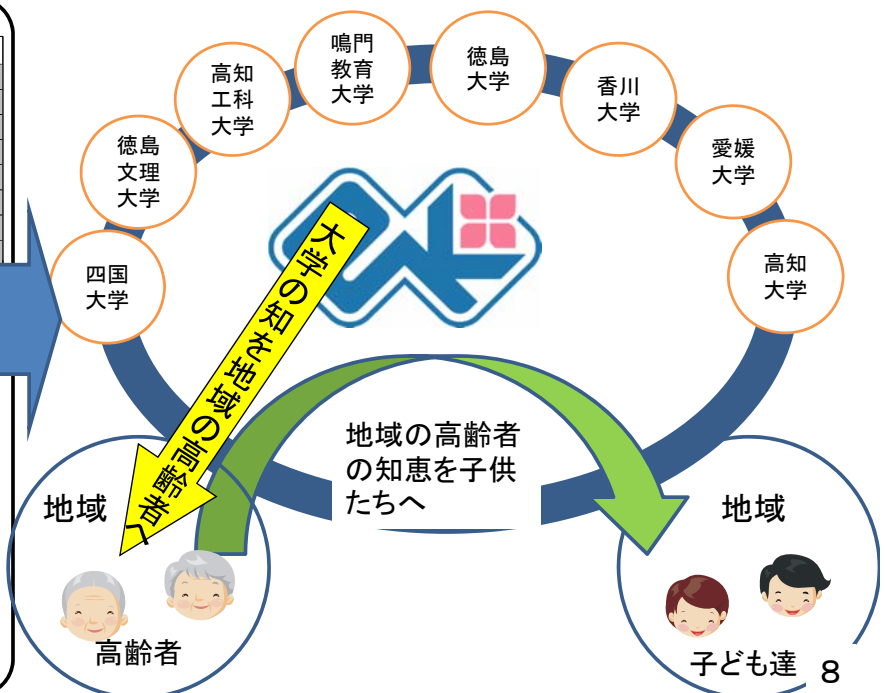 鳴門
教育
大学
徳島
大学
高知
工科
大学
香川
大学
徳島
文理
大学
愛媛
大学
四国
大学
高知
大学
大学の知を地域の高齢者へ
地域の高齢者
の知恵を子供
たちへ
地域
高齢者
地域
子ども達
8